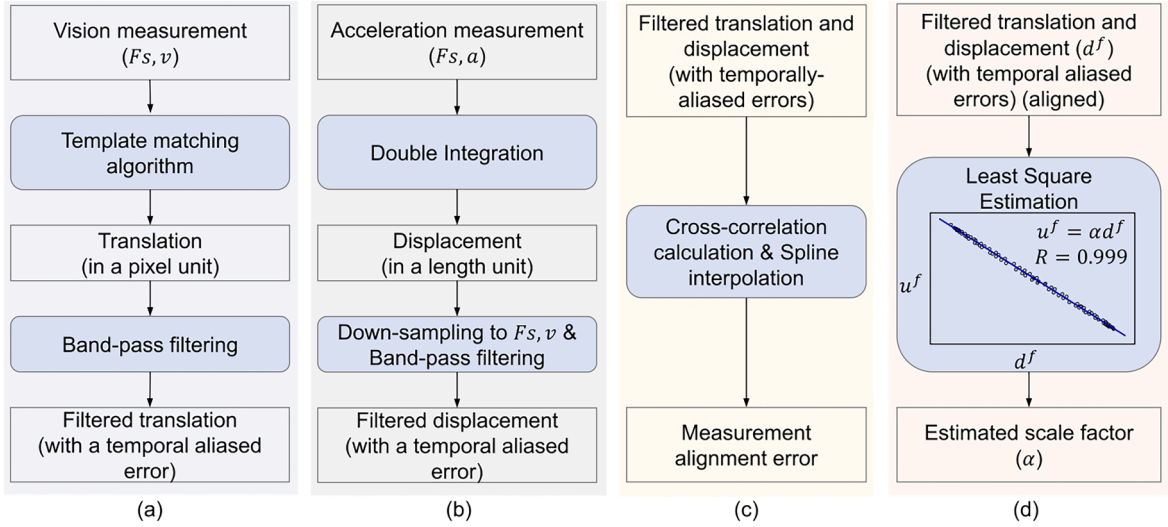 Vision measurement
(Fs, v)
Template matching
algorithm
Translation
(in a pixel unit)
Band-pass filtering
Filtered translation
(with a temporal aliased
error)
(a)
Acceleration measurement
(Fs, a)
Double Integration
Displacement
(in a length unit)
Down-sampling to Fs, v &
Band-pass filtering
Filtered displacement
(with a temporal aliased
error)
(b)
Filtered translation and
displacement
(with temporally-
aliased errors)
Cross-correlation
calculation & Spline
interpolation
Measurement
alignment error
(c)
Filtered translation and
displacement (d^f)
(with temporal aliased
errors) (aligned)
Least Square
Estimation
u^f = αd^f
R = 0.999
u^f
d^f
Estimated scale factor
(α)
(d)